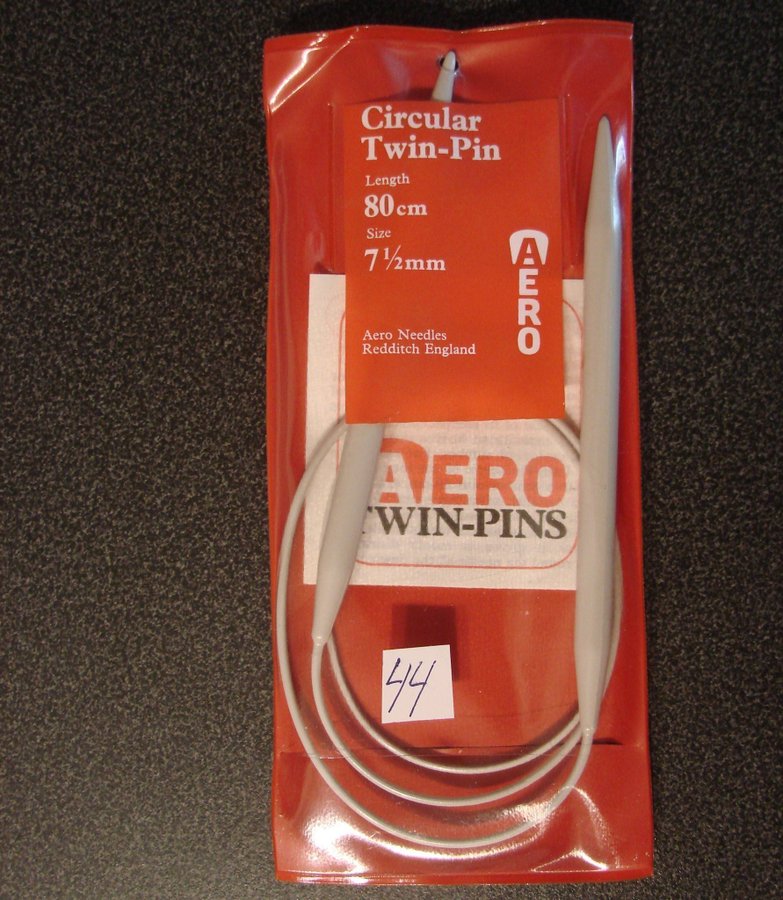 Circular
Twin-Pin
Length
80cm
Size
7½mm
AERO
Aero Needles
Redditch England
AERO
TWIN-PINS
44